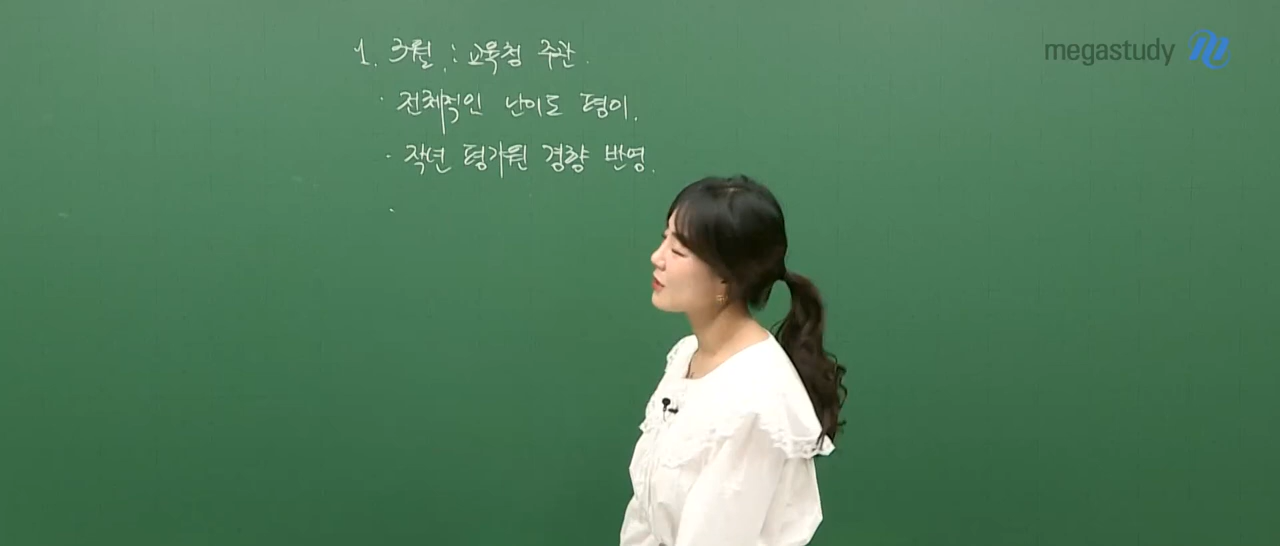 megastudy
1. 3월 : 교육청 주관.
· 전체적인 난이도 평이.
· 작년 평가원 경향 반영.